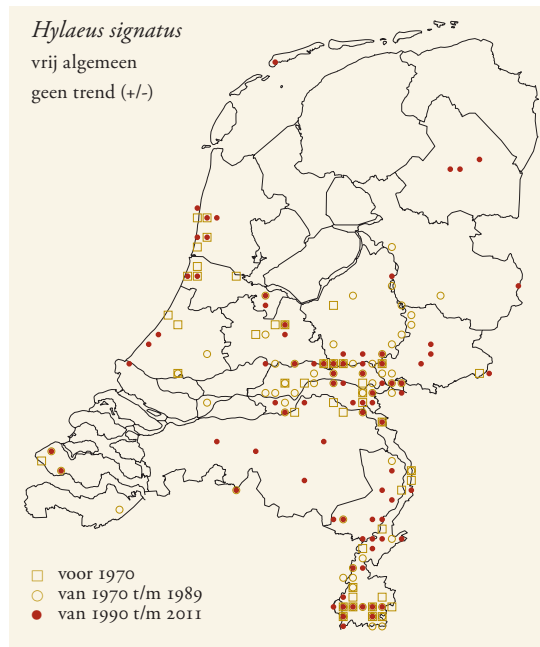 Hylaeus signatus
vrij algemeen
geen trend (+/-)
voor 1970
van 1970 t/m 1989
van 1990 t/m 2011